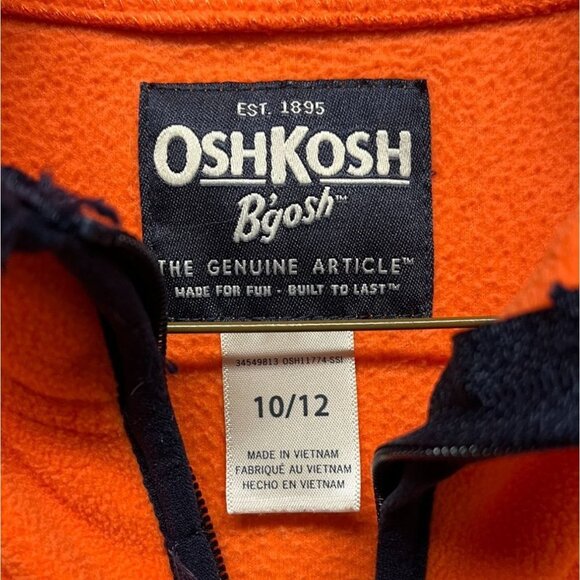 EST. 1895
OSHKOSH
B'gosh™
THE GENUINE ARTICLE™
MADE FOR FUN - BUILT TO LAST™
34549813 OSH11774 SSI
10/12
MADE IN VIETNAM
FABRIQUÉ AU VIETNAM
HECHO EN VIETNAM